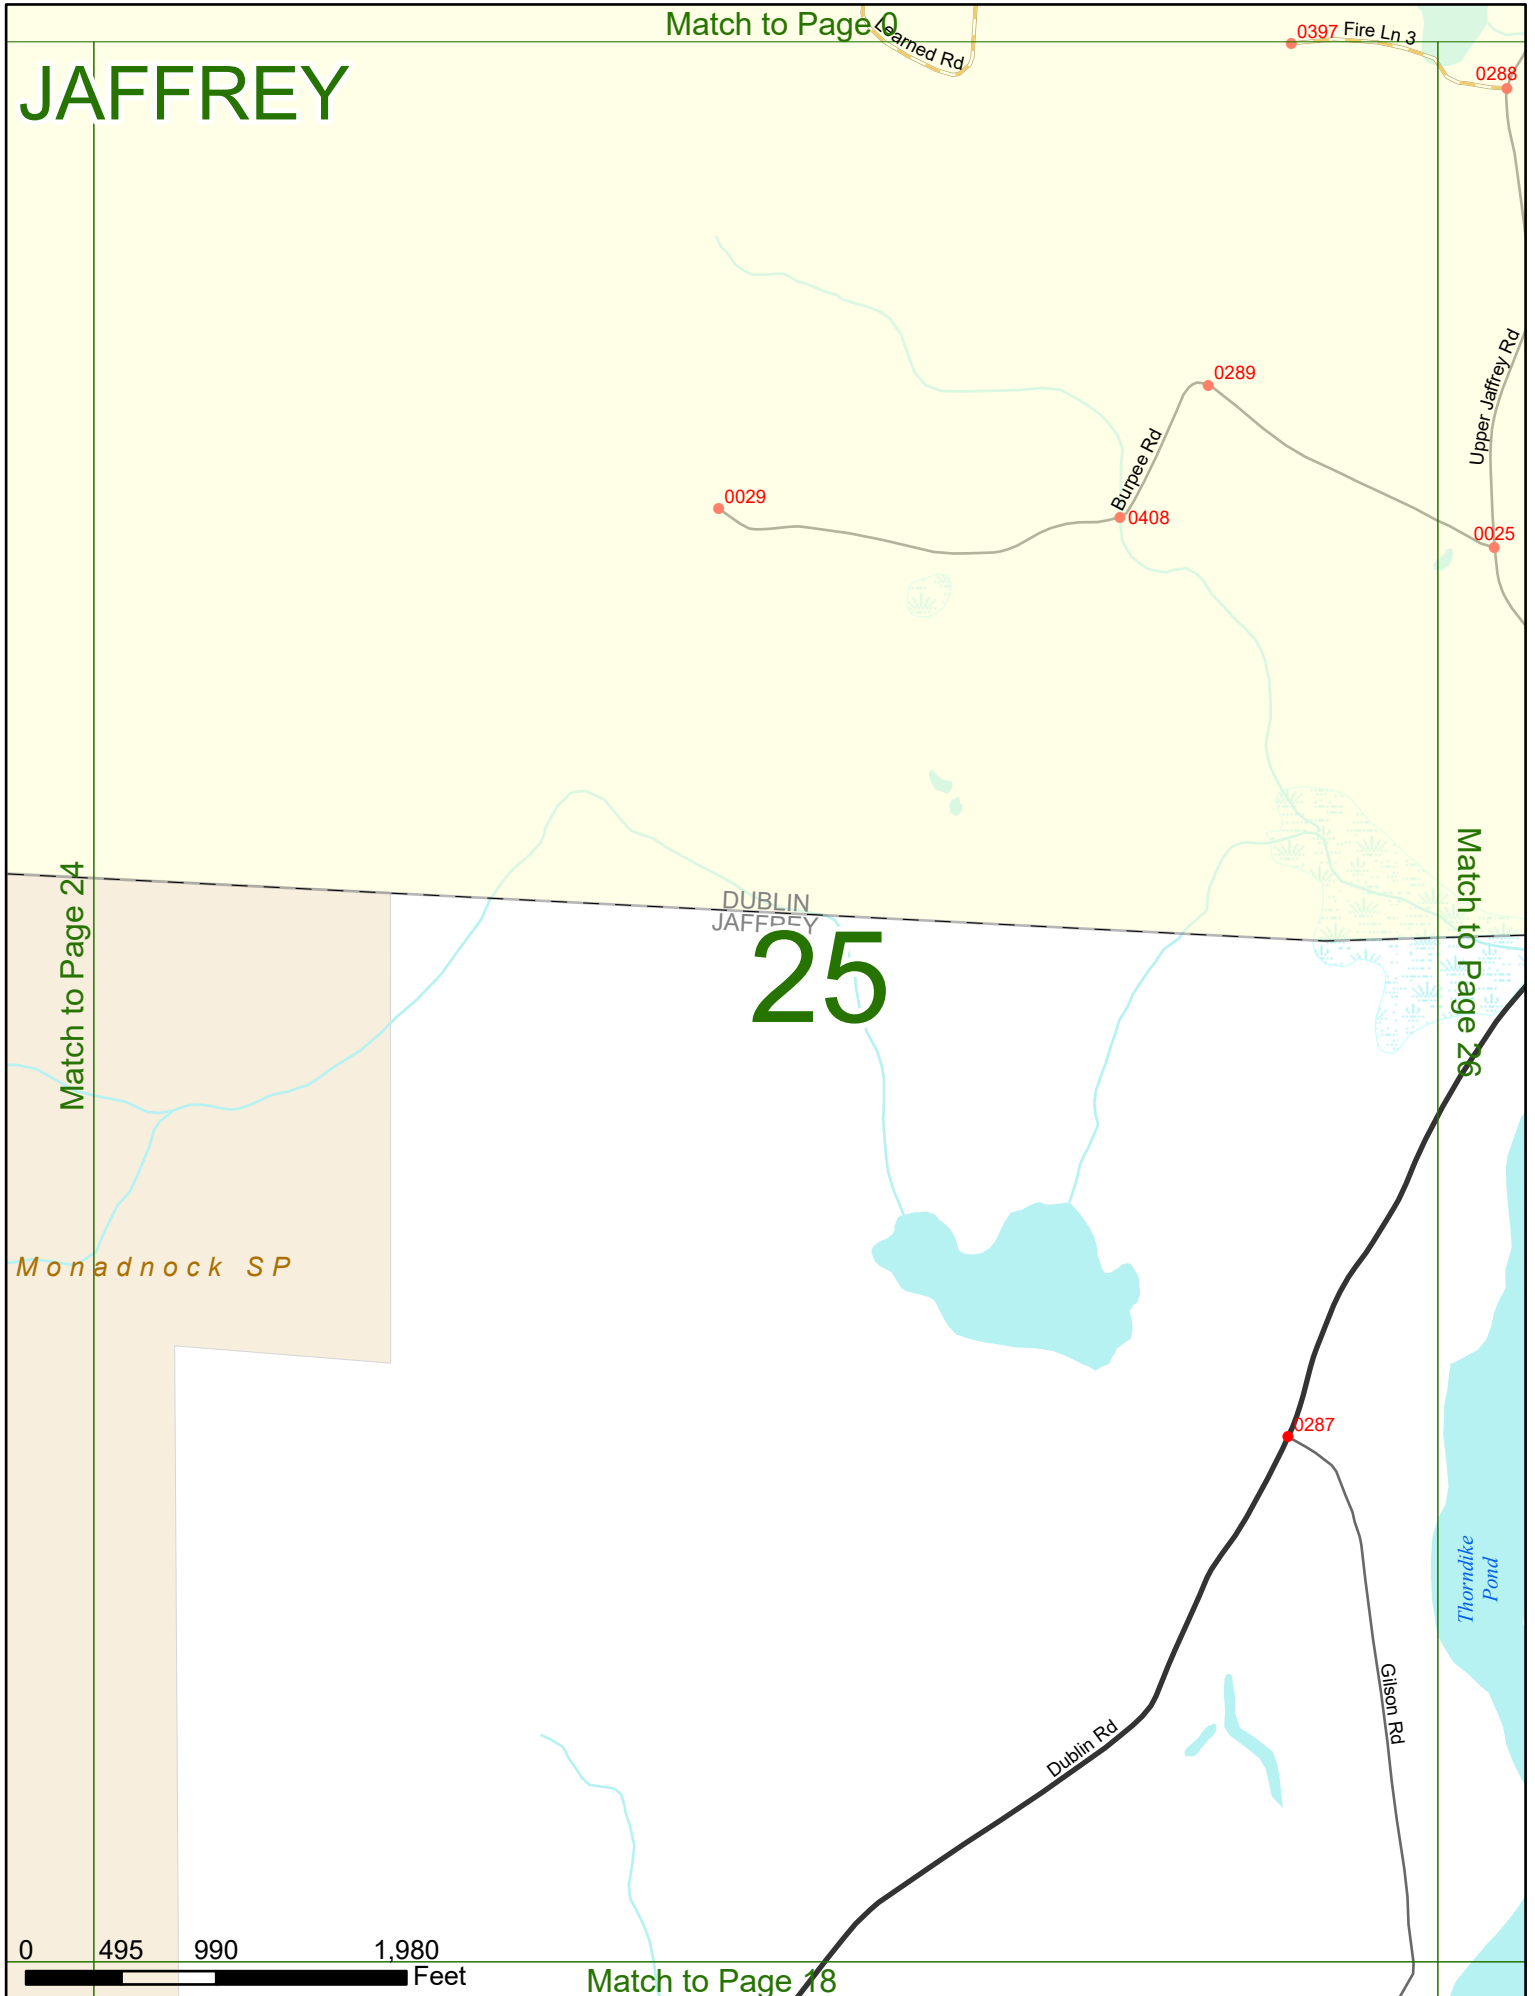 Match to Page 0
Learned Rd
0397
Fire Ln 3
0288
JAFFREY
Upper Jaffrey Rd
0289
Burpee Rd
0029
0408
0025
Match to Page 24
Match to Page 26
DUBLIN
JAFFREY
25
Monadnock SP
0287
Thorndike
Pond
Gilson Rd
Dublin Rd
0 495 990 1,980
Feet
Match to Page 18